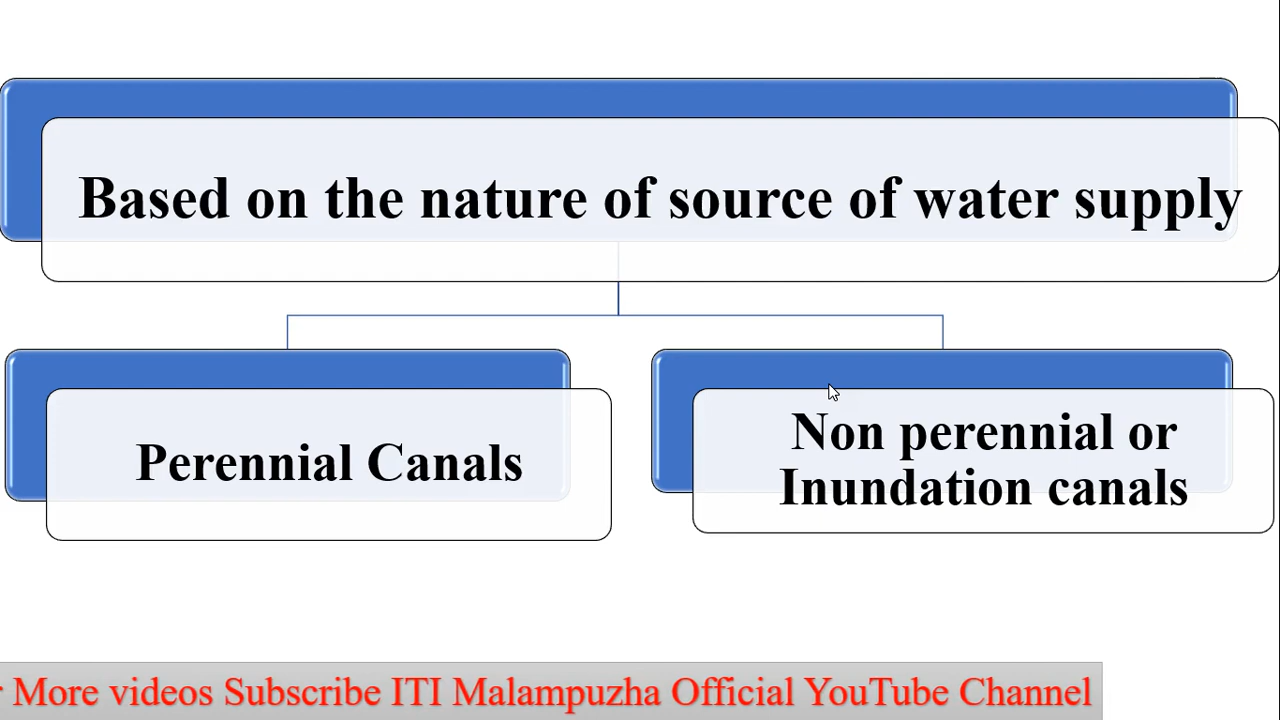 Based on the nature of source of water supply
Perennial Canals
Non perennial or
Inundation canals
More videos Subscribe ITI Malampuzha Official YouTube Channel